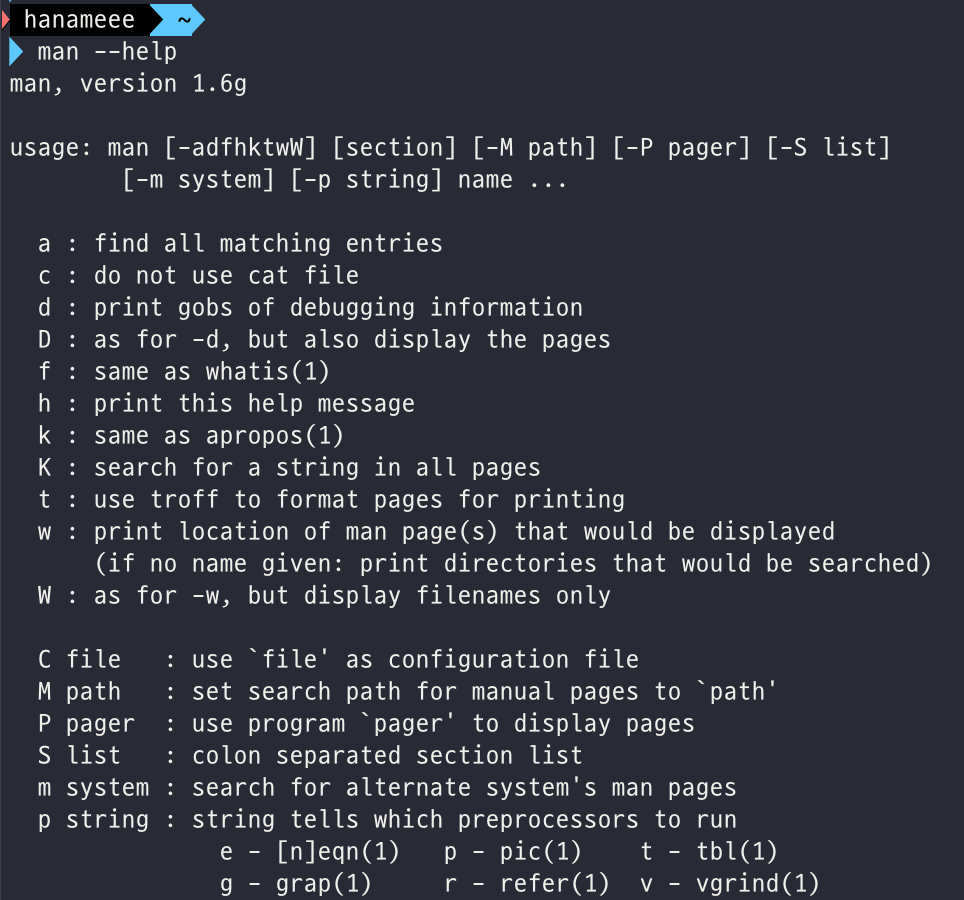 hanameee ~
man --help
man, version 1.6g
usage: man [-adfhktwW] [section] [-M path] [-P pager] [-S list]
        [-m system] [-p string] name ...
  a : find all matching entries
  c : do not use cat file
  d : print gobs of debugging information
  D : as for -d, but also display the pages
  f : same as whatis(1)
  h : print this help message
  k : same as apropos(1)
  K : search for a string in all pages
  t : use troff to format pages for printing
  w : print location of man page(s) that would be displayed
      (if no name given: print directories that would be searched)
  W : as for -w, but display filenames only
  C file   : use `file' as configuration file
  M path   : set search path for manual pages to `path'
  P pager  : use program `pager' to display pages
  S list   : colon separated section list
  m system : search for alternate system's man pages
  p string : string tells which preprocessors to run
               e - [n]eqn(1)   p - pic(1)    t - tbl(1)
               g - grap(1)     r - refer(1)  v - vgrind(1)